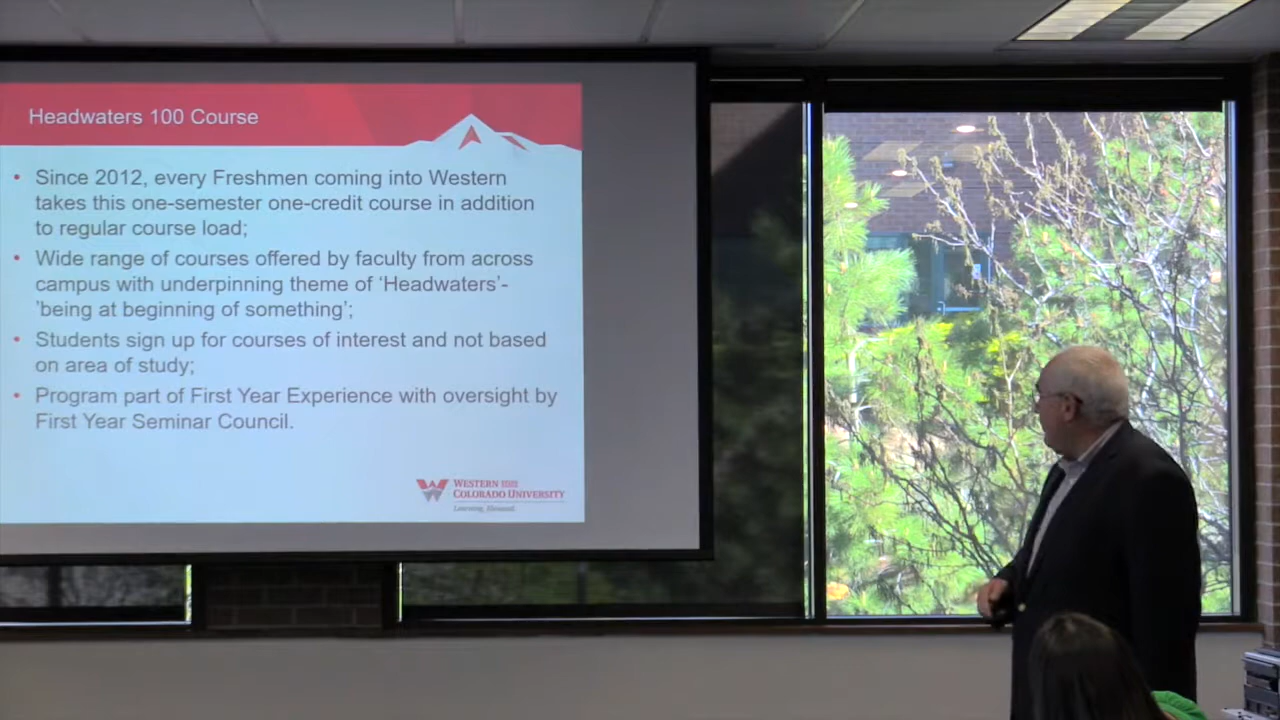 Headwaters 100 Course
• Since 2012, every Freshmen coming into Western
takes this one-semester one-credit course in addition
to regular course load;
• Wide range of courses offered by faculty from across
campus with underpinning theme of ‘Headwaters’-
'being at beginning of something’;
• Students sign up for courses of interest and not based
on area of study;
• Program part of First Year Experience with oversight by
First Year Seminar Council.
WESTERN
COLORADO UNIVERSITY
Learning, Elevated.